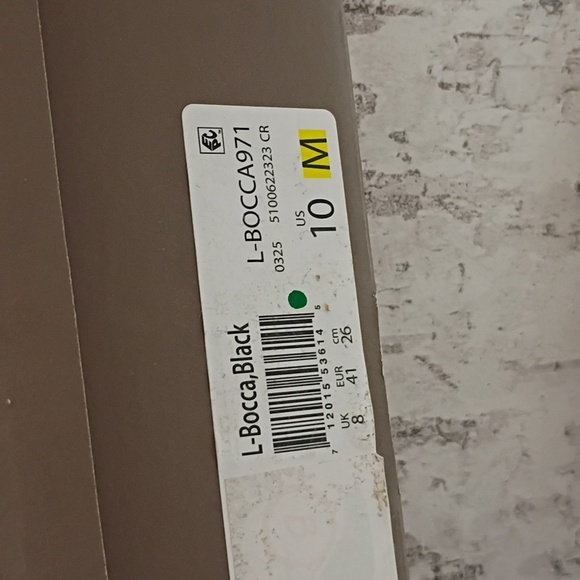 L-Bocca,Black
L-BOCCA971
0325 5100622323 CR
7 12015 53614 5
UK EUR cm US
8 41 26 10 M